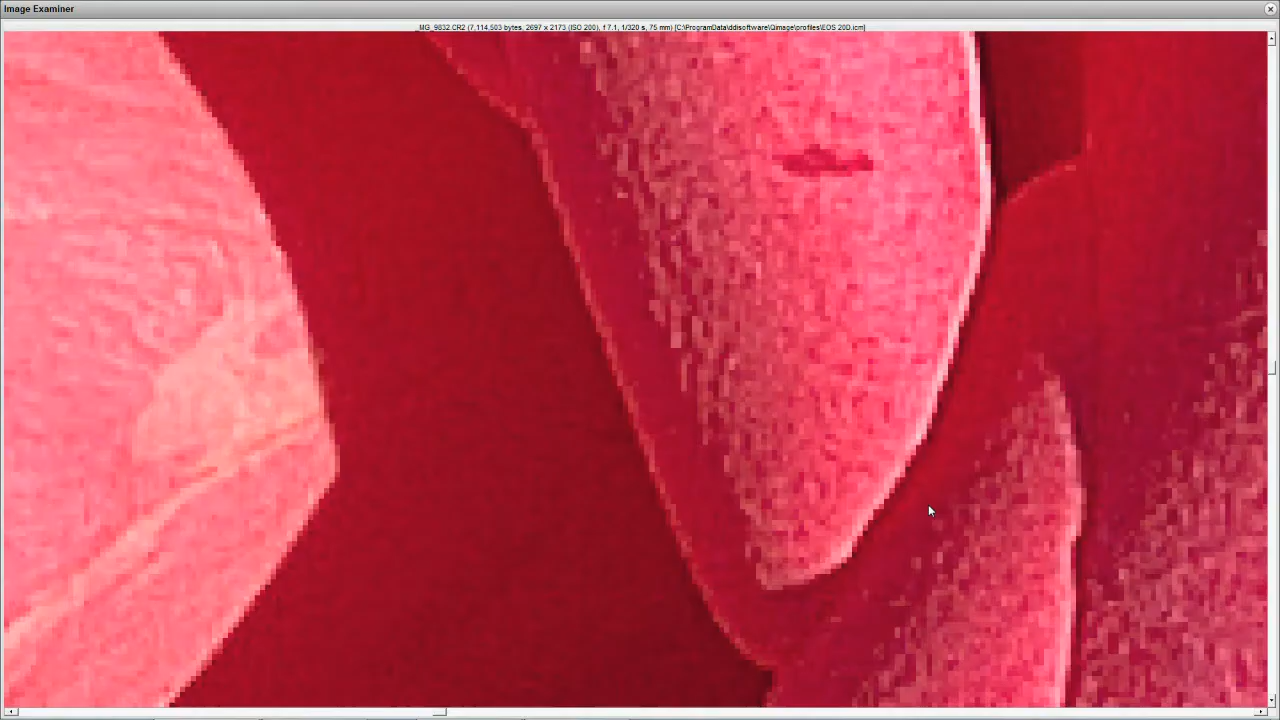 Image Examiner
_MG_9832.CR2 (7,114,503 bytes, 2697 x 2173 (ISO 200), f 7.1, 1/320 s, 75 mm) [C:\ProgramData\ddisoftware\Qimage\profiles\EOS 20D.icm]